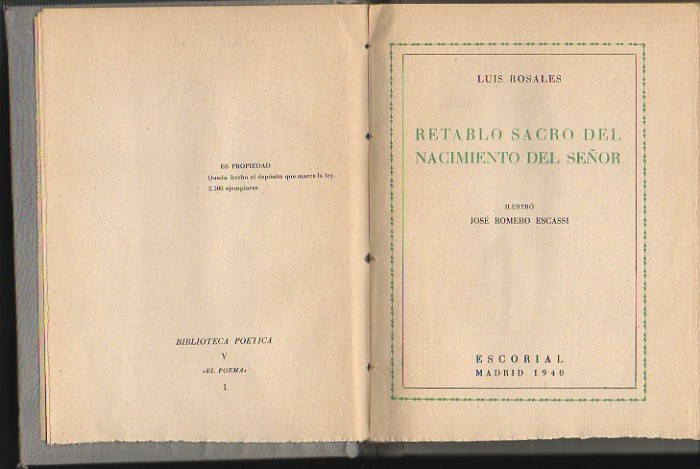 ES PROPIEDAD
Queda hecho el depósito que marca la ley.
2.500 ejemplares.
BIBLIOTECA POETICA
V
«EL POEMA»
1
LUIS ROSALES
RETABLO SACRO DEL
NACIMIENTO DEL SEÑOR
ILUSTRÓ
JOSÉ ROMERO ESCASSI
ESCORIAL
MADRID 1940